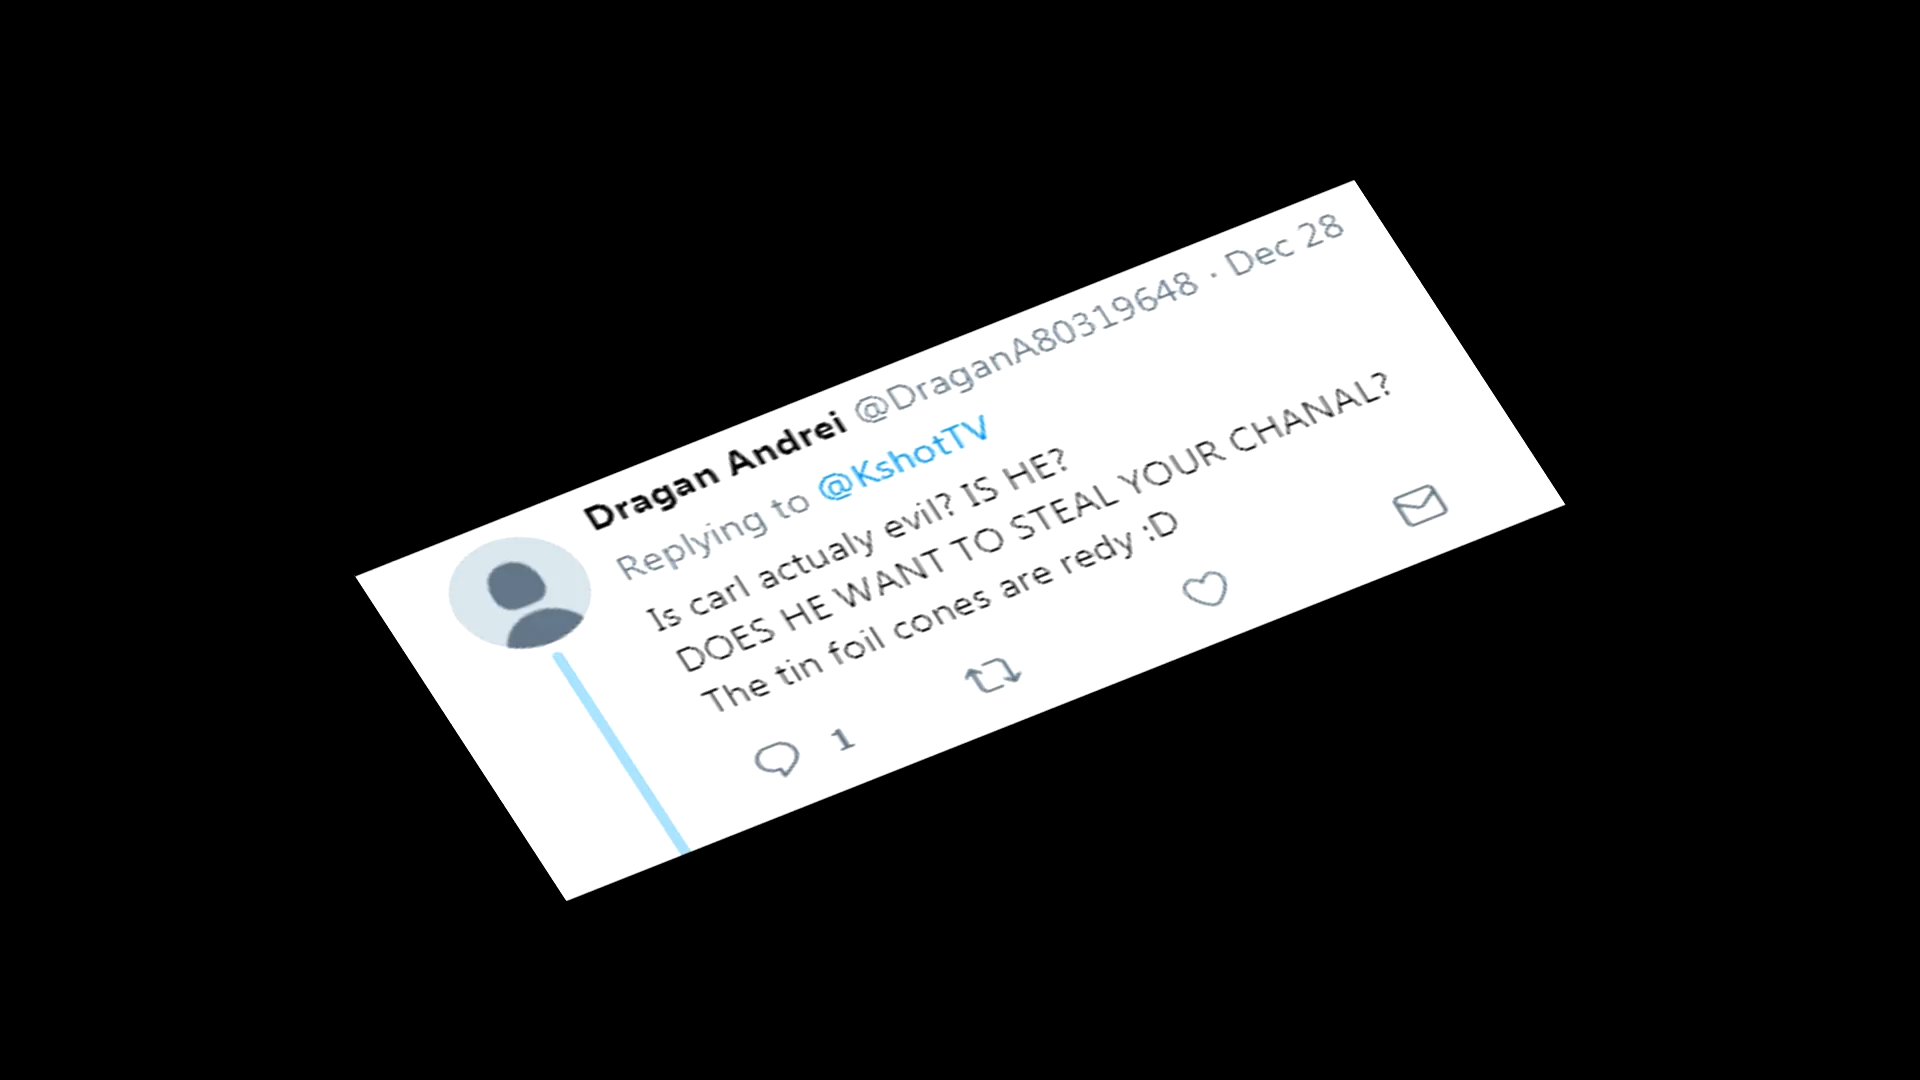 Dragan Andrei @DraganA80319648 · Dec 28
Replying to @KshotTV
Is carl actualy evil? IS HE?
DOES HE WANT TO STEAL YOUR CHANAL?
The tin foil cones are redy :D
1